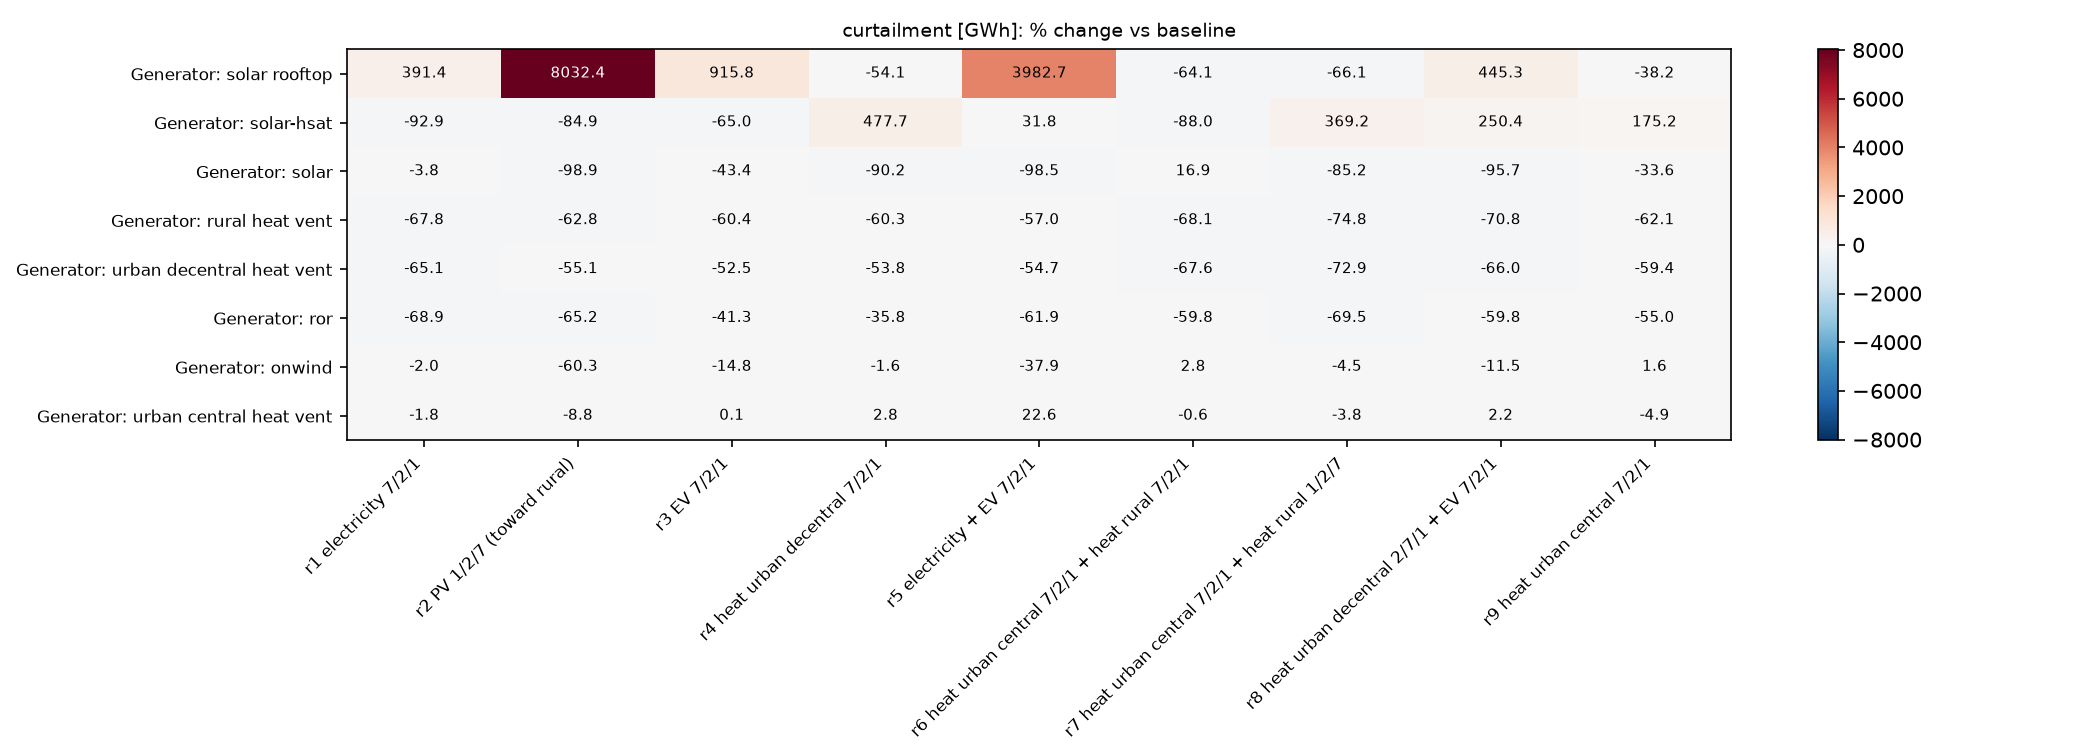 curtailment [GWh]: % change vs baseline
Generator: solar rooftop 391.4 8032.4 915.8 -54.1 3982.7 -64.1 -66.1 445.3 -38.2
Generator: solar-hsat -92.9 -84.9 -65.0 477.7 31.8 -88.0 369.2 250.4 175.2
Generator: solar -3.8 -98.9 -43.4 -90.2 -98.5 16.9 -85.2 -95.7 -33.6
Generator: rural heat vent -67.8 -62.8 -60.4 -60.3 -57.0 -68.1 -74.8 -70.8 -62.1
Generator: urban decentral heat vent -65.1 -55.1 -52.5 -53.8 -54.7 -67.6 -72.9 -66.0 -59.4
Generator: ror -68.9 -65.2 -41.3 -35.8 -61.9 -59.8 -69.5 -59.8 -55.0
Generator: onwind -2.0 -60.3 -14.8 -1.6 -37.9 2.8 -4.5 -11.5 1.6
Generator: urban central heat vent -1.8 -8.8 0.1 2.8 22.6 -0.6 -3.8 2.2 -4.9
r1 electricity 7/2/1
r2 PV 1/2/7 (toward rural)
r3 EV 7/2/1
r4 heat urban decentral 7/2/1
r5 electricity + EV 7/2/1
r6 heat urban central 7/2/1 + heat rural 7/2/1
r7 heat urban central 7/2/1 + heat rural 1/2/7
r8 heat urban decentral 2/7/1 + EV 7/2/1
r9 heat urban central 7/2/1
8000
6000
4000
2000
0
−2000
−4000
−6000
−8000